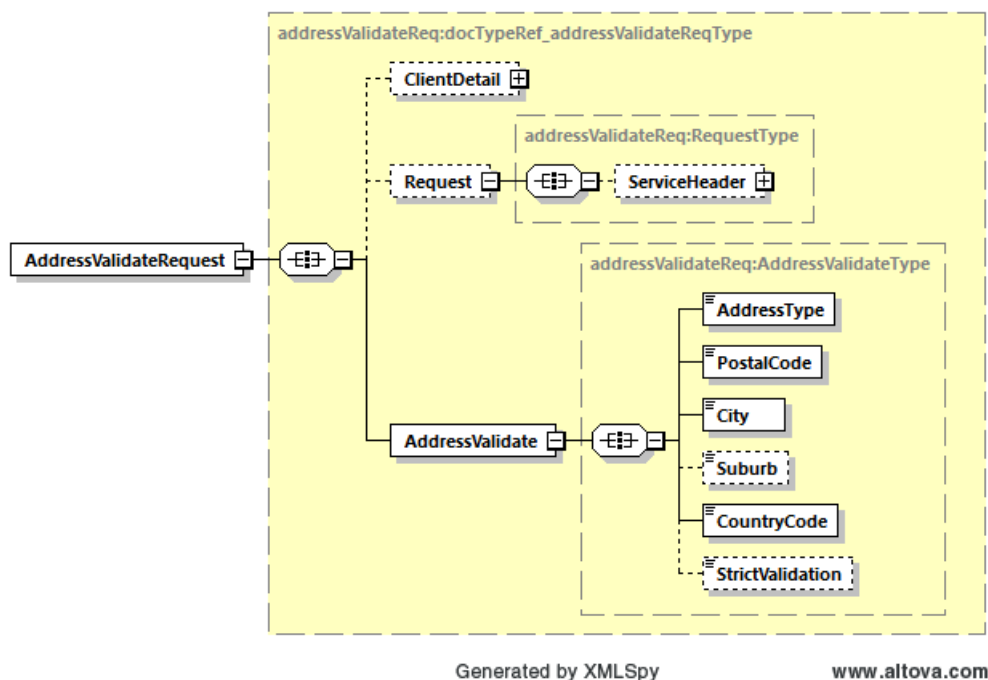 addressValidateReq:docTypeRef_addressValidateReqType
ClientDetail
addressValidateReq:RequestType
Request
ServiceHeader
AddressValidateRequest
addressValidateReq:AddressValidateType
AddressType
PostalCode
City
AddressValidate
Suburb
CountryCode
StrictValidation
Generated by XMLSpy
www.altova.com